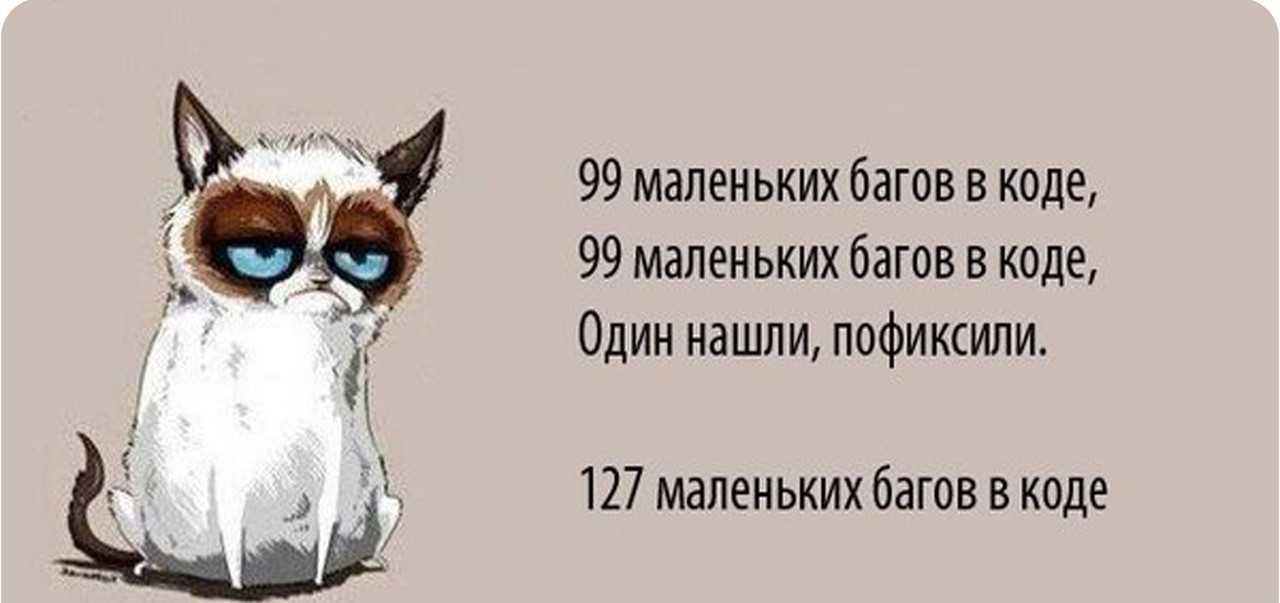 99 маленьких багов в коде,
99 маленьких багов в коде,
Один нашли, пофиксили.
127 маленьких багов в коде